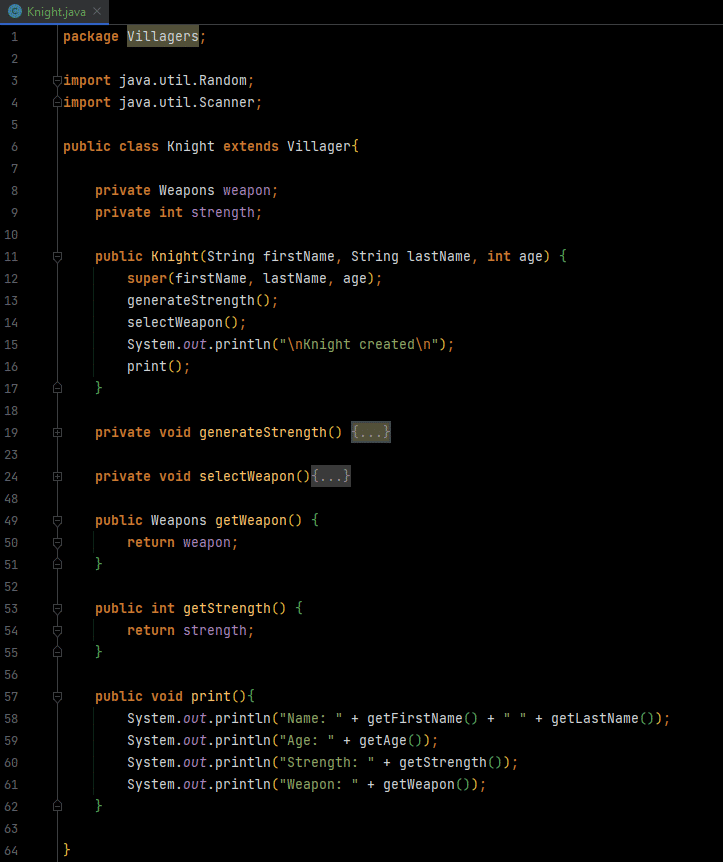 Knight.java
1 package Villagers;
2
3 import java.util.Random;
4 import java.util.Scanner;
5
6 public class Knight extends Villager{
7
8     private Weapons weapon;
9     private int strength;
10
11     public Knight(String firstName, String lastName, int age) {
12         super(firstName, lastName, age);
13         generateStrength();
14         selectWeapon();
15         System.out.println("\nKnight created\n");
16         print();
17     }
18
19     private void generateStrength() {...}
23
24     private void selectWeapon(){...}
48
49     public Weapons getWeapon() {
50         return weapon;
51     }
52
53     public int getStrength() {
54         return strength;
55     }
56
57     public void print(){
58         System.out.println("Name: " + getFirstName() + " " + getLastName());
59         System.out.println("Age: " + getAge());
60         System.out.println("Strength: " + getStrength());
61         System.out.println("Weapon: " + getWeapon());
62     }
63
64 }